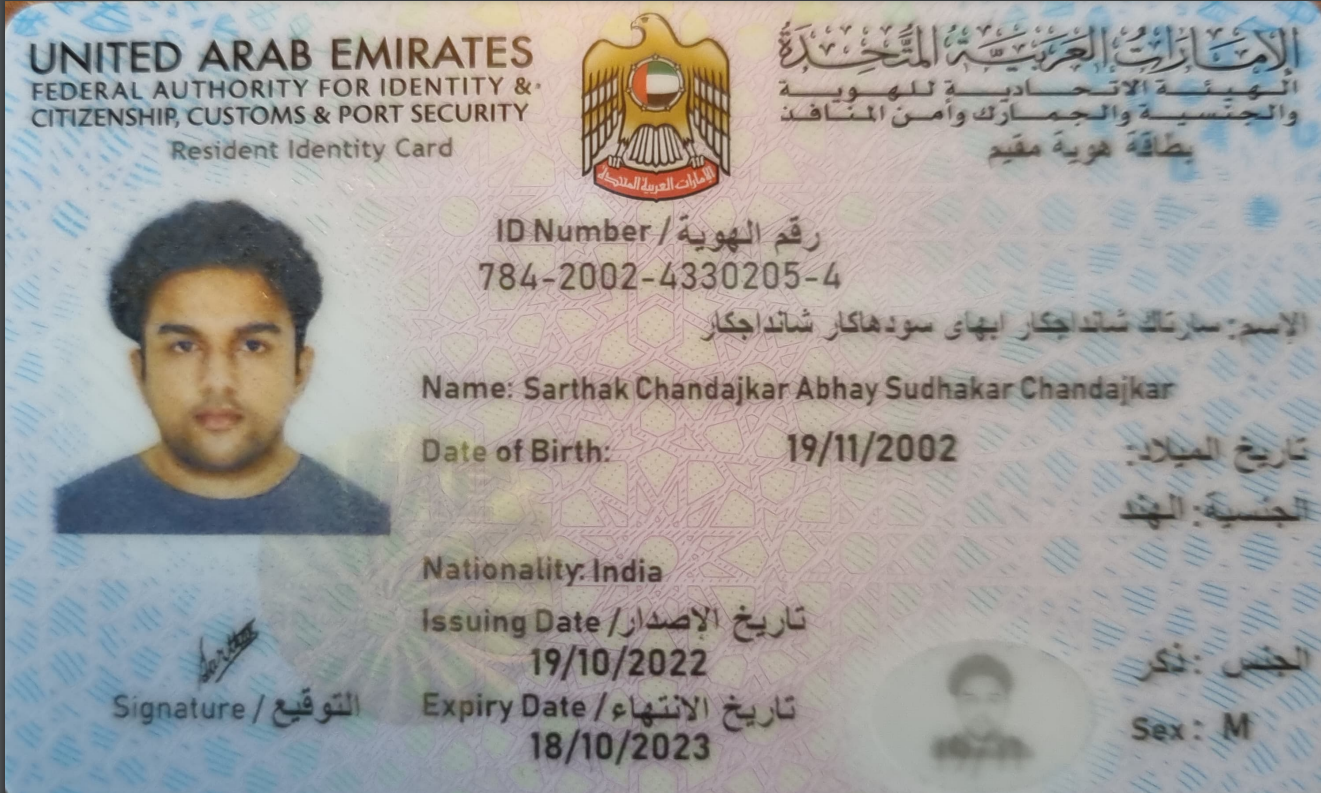 UNITED ARAB EMIRATES
FEDERAL AUTHORITY FOR IDENTITY &
CITIZENSHIP, CUSTOMS & PORT SECURITY
Resident Identity Card
الإمارات العربية المتحدة
الإمارات العربية المتحدة
الهيئة الاتحادية للهوية
والجنسية والجمارك وأمن المنافذ
بطاقة هوية مقيم
ID Number / رقم الهوية
784-2002-4330205-4
الإسم: سارتاك شانداجكار ابهاى سودهاكار شانداجكار
Name: Sarthak Chandajkar Abhay Sudhakar Chandajkar
Date of Birth: 19/11/2002 تاريخ الميلاد:
الجنسية: الهند
Nationality: India
Issuing Date / تاريخ الإصدار
19/10/2022
Expiry Date / تاريخ الانتهاء
18/10/2023
الجنس: ذكر
Sex: M
Sarthak
Signature / التوقيع